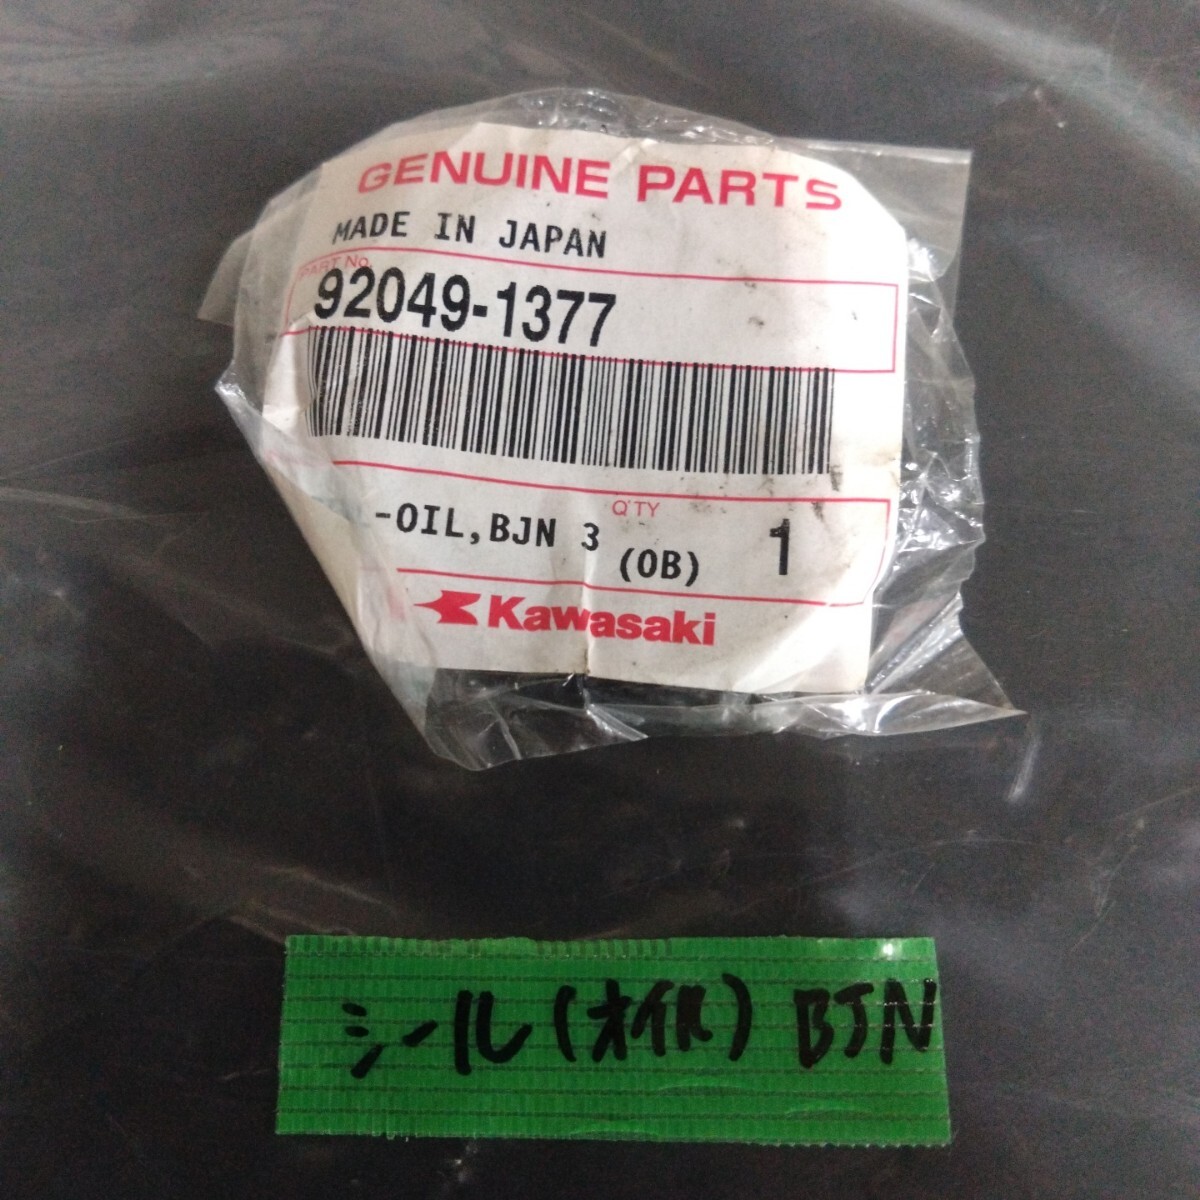 GENUINE PARTS
MADE IN JAPAN
PART No.
92049-1377
Q'TY
-OIL,BJN 3
(OB)
1
Kawasaki
シール(オイル)BJN